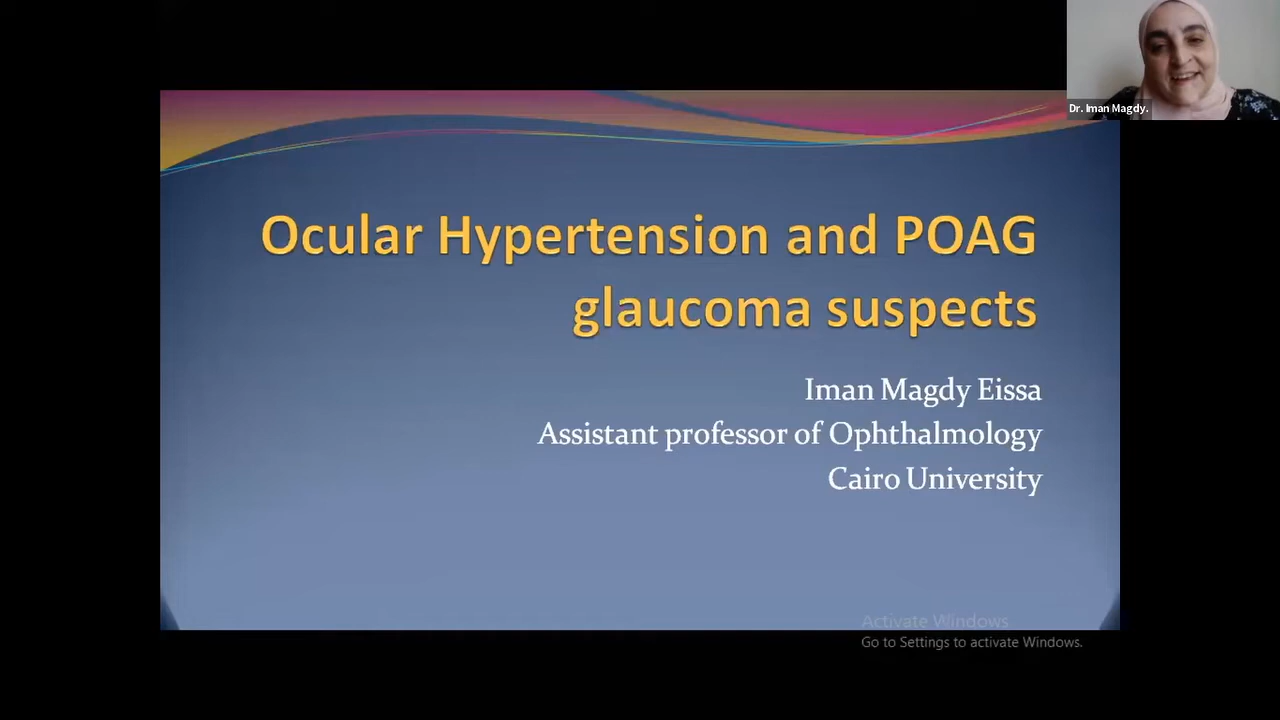 Dr. Iman Magdy.
Ocular Hypertension and POAG
glaucoma suspects
Iman Magdy Eissa
Assistant professor of Ophthalmology
Cairo University
Activate Windows
Go to Settings to activate Windows.